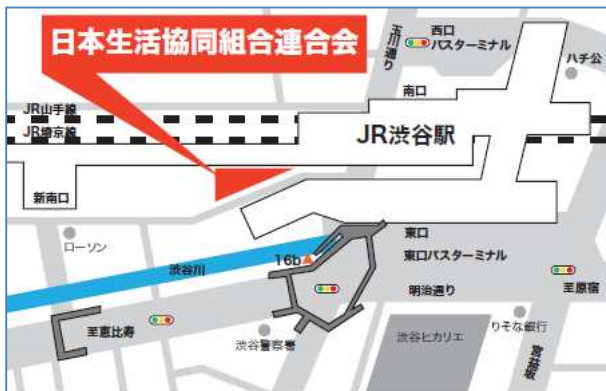 日本生活協同組合連合会
玉川通り
西口
バスターミナル
ハチ公
南口
JR山手線
JR埼京線
JR渋谷駅
新南口
ローソン
東口
16b
東口バスターミナル
渋谷川
明治通り
至原宿
至恵比寿
りそな銀行
渋谷警察署
渋谷ヒカリエ
宮益坂